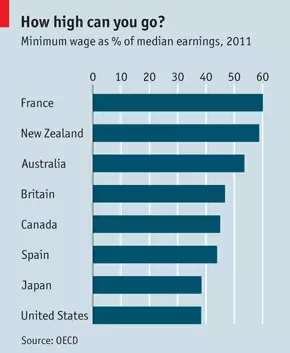 How high can you go?
Minimum wage as % of median earnings, 2011
0 10 20 30 40 50 60
France
New Zealand
Australia
Britain
Canada
Spain
Japan
United States
Source: OECD